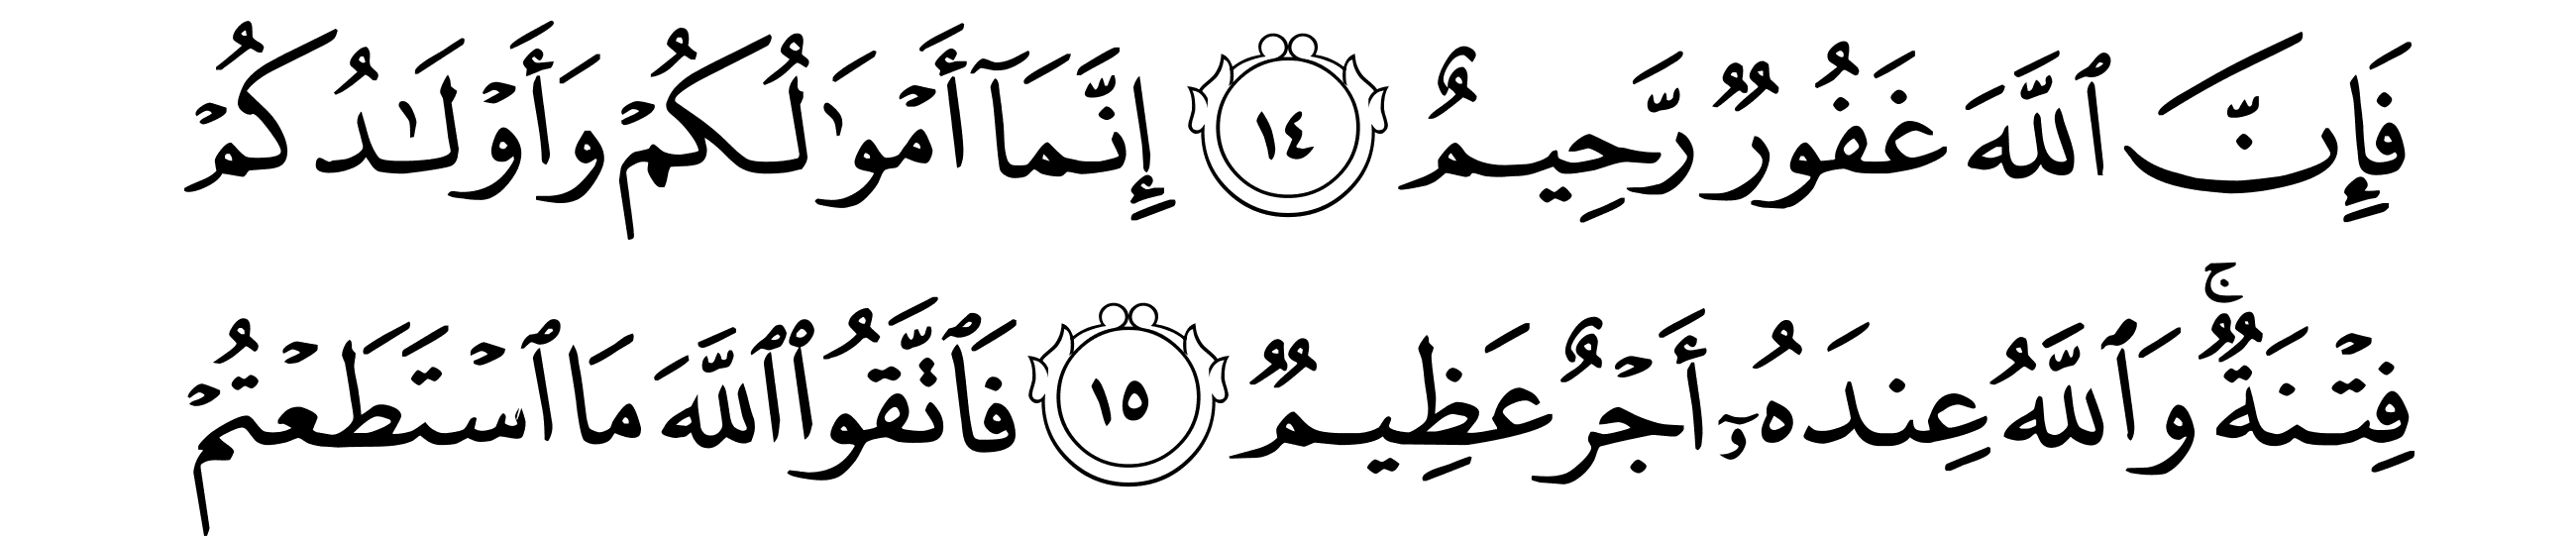 فَإِنَّ ٱللَّهَ غَفُورٌ رَّحِيمٌ ١٤ إِنَّمَآ أَمْوَٰلُكُمْ وَأَوْلَـٰدُكُمْ
فِتْنَةٌ ۚ وَٱللَّهُ عِندَهُۥٓ أَجْرٌ عَظِيمٌ ١٥ فَٱتَّقُوا۟ ٱللَّهَ مَا ٱسْتَطَعْتُمْ